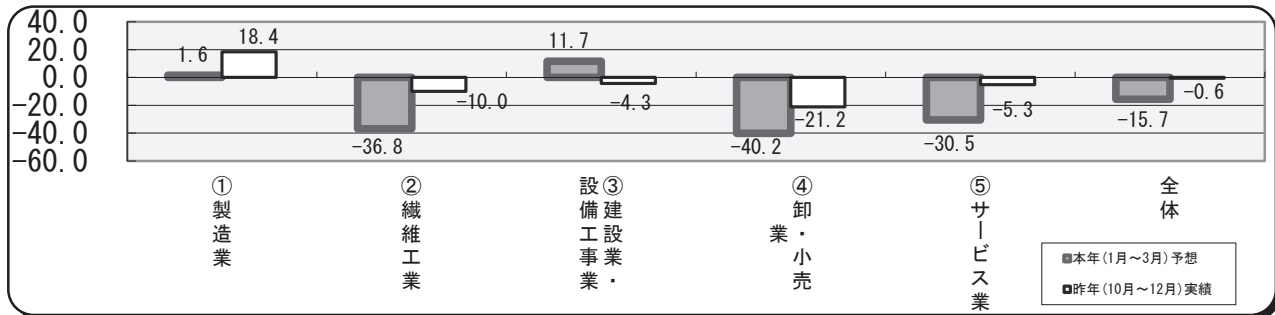 40.0
20.0
0.0
-20.0
-40.0
-60.0
1.6
18.4
-36.8
-10.0
11.7
-4.3
-40.2
-21.2
-30.5
-5.3
-15.7
-0.6
①製造業
②繊維工業
③建設業・
設備工事業
④卸・小売
業
⑤サービス業
全体
本年(1月～3月)予想
昨年(10月～12月)実績